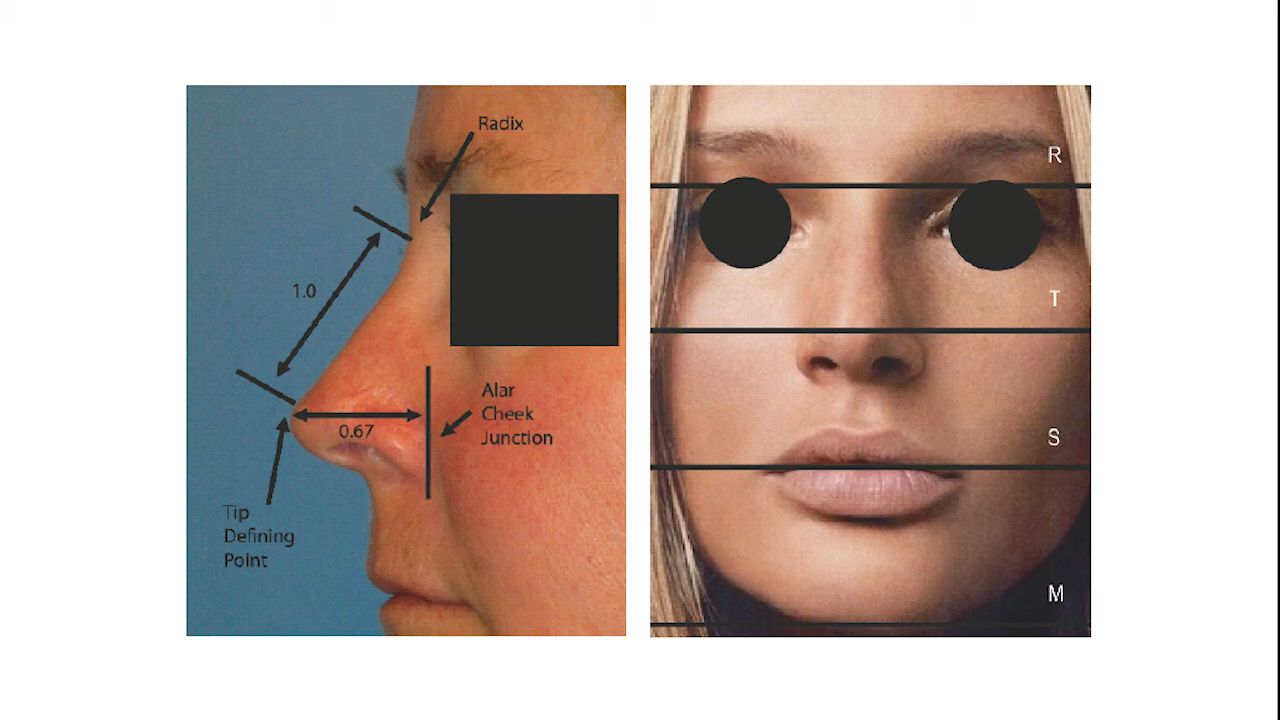 Radix
1.0
0.67
Alar
Cheek
Junction
Tip
Defining
Point
R
T
S
M